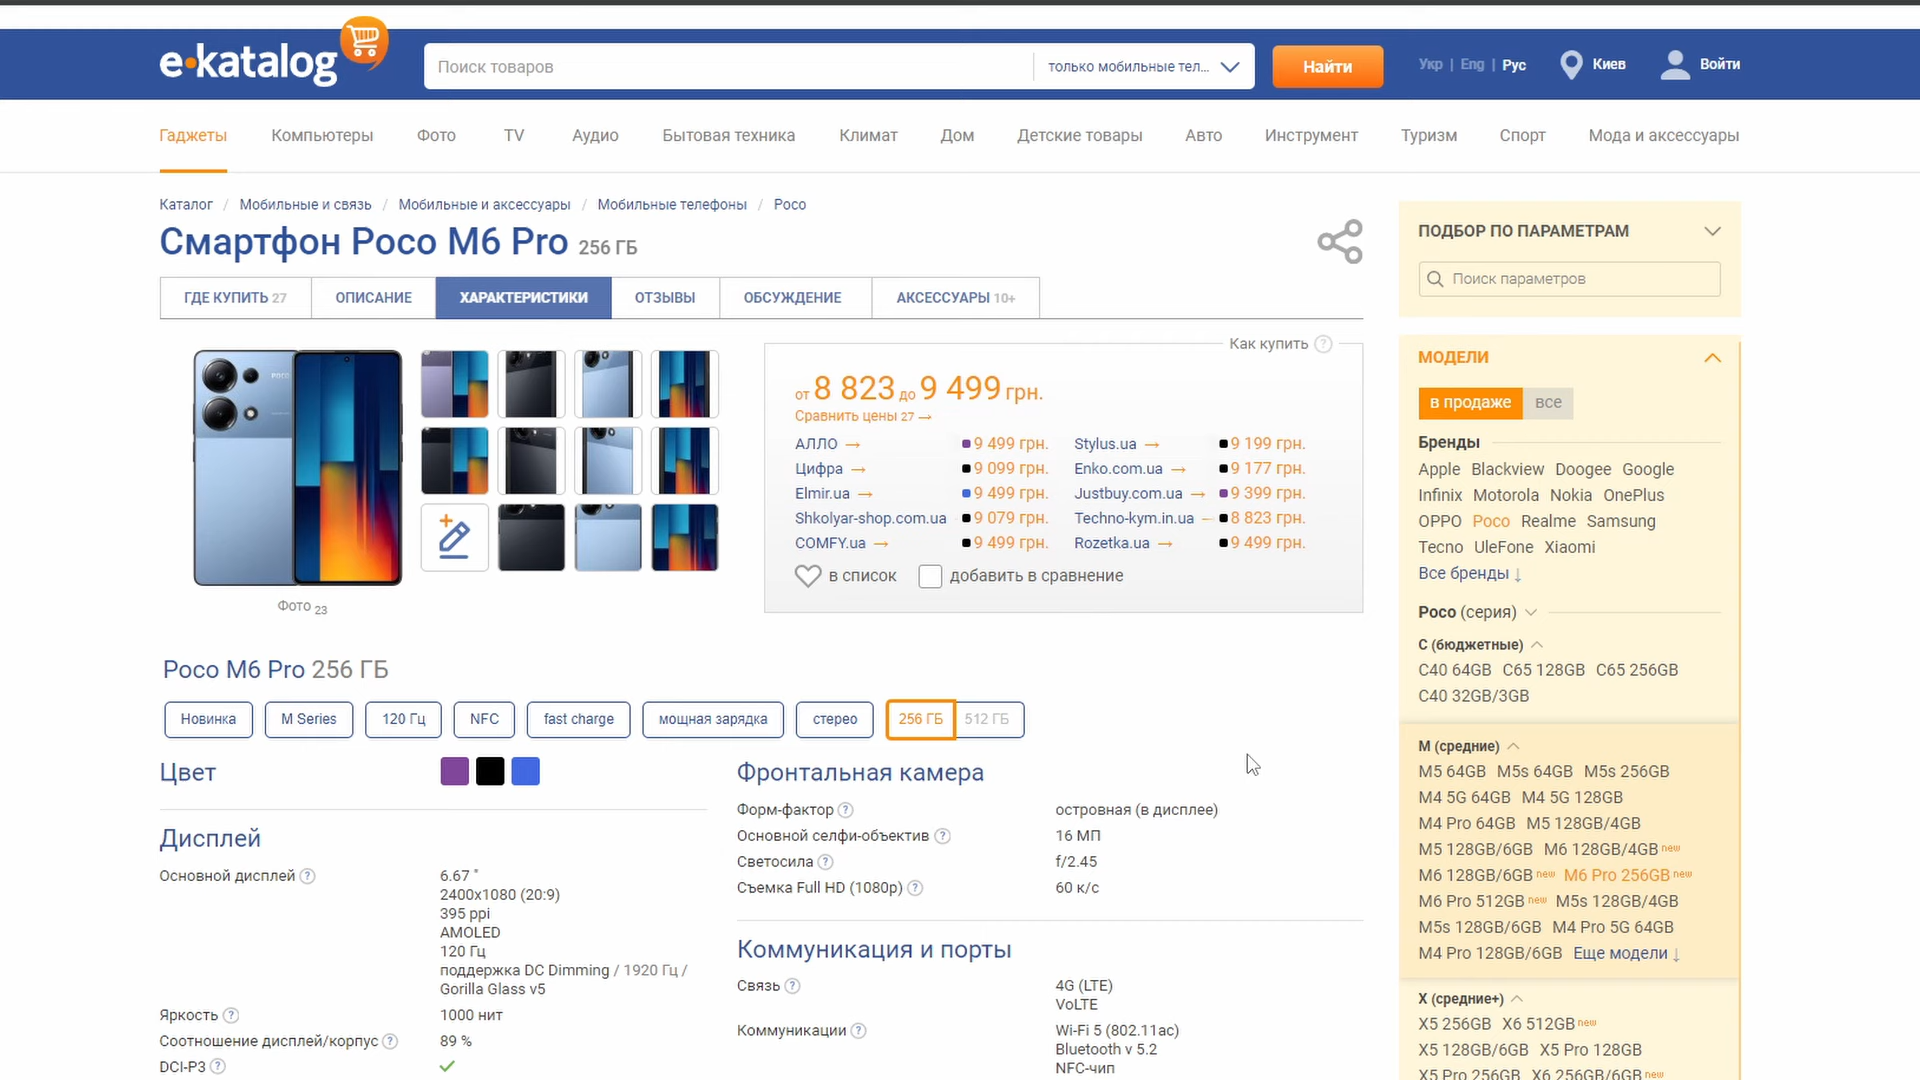 e-katalog
Поиск товаров
только мобильные тел...
Найти
Укр | Eng | Рус
Киев
Войти
Гаджеты
Компьютеры
Фото
TV
Аудио
Бытовая техника
Климат
Дом
Детские товары
Авто
Инструмент
Туризм
Спорт
Мода и аксессуары
Каталог / Мобильные и связь / Мобильные и аксессуары / Мобильные телефоны / Poco
Смартфон Poco M6 Pro 256 ГБ
ГДЕ КУПИТЬ 27
ОПИСАНИЕ
ХАРАКТЕРИСТИКИ
ОТЗЫВЫ
ОБСУЖДЕНИЕ
АКСЕССУАРЫ 10+
POCO
Фото 23
Как купить ?
от 8 823 до 9 499 грн.
Сравнить цены 27 →
АЛЛО → 9 499 грн.
Stylus.ua → 9 199 грн.
Цифра → 9 099 грн.
Enko.com.ua → 9 177 грн.
Elmir.ua → 9 499 грн.
Justbuy.com.ua → 9 399 грн.
Shkolyar-shop.com.ua 9 079 грн.
Techno-kym.in.ua → 8 823 грн.
COMFY.ua → 9 499 грн.
Rozetka.ua → 9 499 грн.
в список
добавить в сравнение
Poco M6 Pro 256 ГБ
Новинка
M Series
120 Гц
NFC
fast charge
мощная зарядка
стерео
256 ГБ
512 ГБ
Цвет
Дисплей
Основной дисплей ?
6.67 "
2400x1080 (20:9)
395 ppi
AMOLED
120 Гц
поддержка DC Dimming / 1920 Гц /
Gorilla Glass v5
Яркость ?
1000 нит
Соотношение дисплей/корпус ?
89 %
DCI-P3 ?
Фронтальная камера
Форм-фактор ?
островная (в дисплее)
Основной селфи-объектив ?
16 МП
Светосила ?
f/2.45
Съемка Full HD (1080p) ?
60 к/с
Коммуникация и порты
Связь ?
4G (LTE)
VoLTE
Коммуникации ?
Wi-Fi 5 (802.11ac)
Bluetooth v 5.2
NFC-чип
ПОДБОР ПО ПАРАМЕТРАМ
Поиск параметров
МОДЕЛИ
в продаже
все
Бренды
Apple Blackview Doogee Google
Infinix Motorola Nokia OnePlus
OPPO Poco Realme Samsung
Tecno UleFone Xiaomi
Все бренды ↓
Poco (серия)
C (бюджетные)
C40 64GB C65 128GB C65 256GB
C40 32GB/3GB
M (средние)
M5 64GB M5s 64GB M5s 256GB
M4 5G 64GB M4 5G 128GB
M4 Pro 64GB M5 128GB/4GB
M5 128GB/6GB M6 128GB/4GB new
M6 128GB/6GB new M6 Pro 256GB new
M6 Pro 512GB new M5s 128GB/4GB
M5s 128GB/6GB M4 Pro 5G 64GB
M4 Pro 128GB/6GB Еще модели ↓
X (средние+)
X5 256GB X6 512GB new
X5 128GB/6GB X5 Pro 128GB
X5 Pro 256GB X6 256GB/6GB new